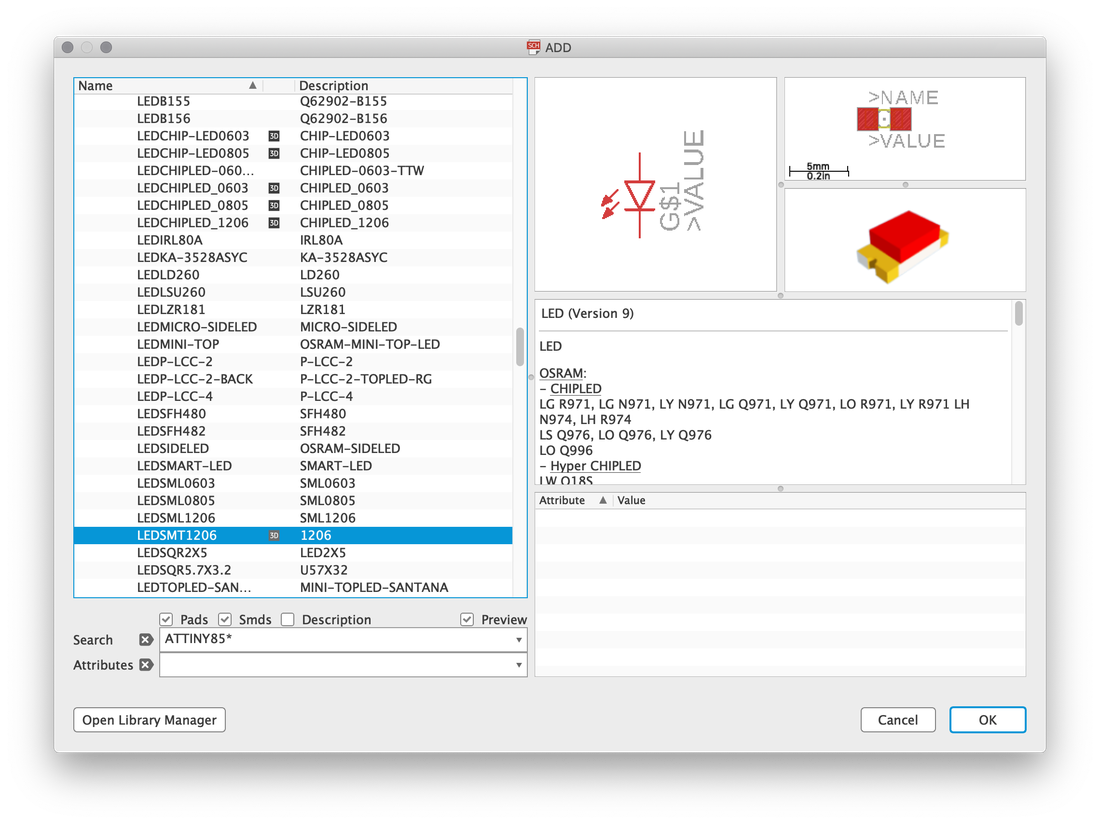 SCH ADD
Name Description
LEDB155 Q62902-B155
LEDB156 Q62902-B156
LEDCHIP-LED0603 3D CHIP-LED0603
LEDCHIP-LED0805 3D CHIP-LED0805
LEDCHIPLED-060... CHIPLED-0603-TTW
LEDCHIPLED_0603 3D CHIPLED_0603
LEDCHIPLED_0805 3D CHIPLED_0805
LEDCHIPLED_1206 3D CHIPLED_1206
LEDIRL80A IRL80A
LEDKA-3528ASYC KA-3528ASYC
LEDLD260 LD260
LEDLSU260 LSU260
LEDLZR181 LZR181
LEDMICRO-SIDELED MICRO-SIDELED
LEDMINI-TOP OSRAM-MINI-TOP-LED
LEDP-LCC-2 P-LCC-2
LEDP-LCC-2-BACK P-LCC-2-TOPLED-RG
LEDP-LCC-4 P-LCC-4
LEDSFH480 SFH480
LEDSFH482 SFH482
LEDSIDELED OSRAM-SIDELED
LEDSMART-LED SMART-LED
LEDSML0603 SML0603
LEDSML0805 SML0805
LEDSML1206 SML1206
LEDSMT1206 3D 1206
LEDSQR2X5 LED2X5
LEDSQR5.7X3.2 U57X32
LEDTOPLED-SAN... MINI-TOPLED-SANTANA
Pads Smds Description Preview
Search ATTINY85*
Attributes
Open Library Manager
G$1
>VALUE
>NAME
>VALUE
5mm
0.2in
LED (Version 9)
LED
OSRAM:
- CHIPLED
LG R971, LG N971, LY N971, LG Q971, LY Q971, LO R971, LY R971 LH
N974, LH R974
LS Q976, LO Q976, LY Q976
LO Q996
- Hyper CHIPLED
LW Q18S
Attribute Value
Cancel OK